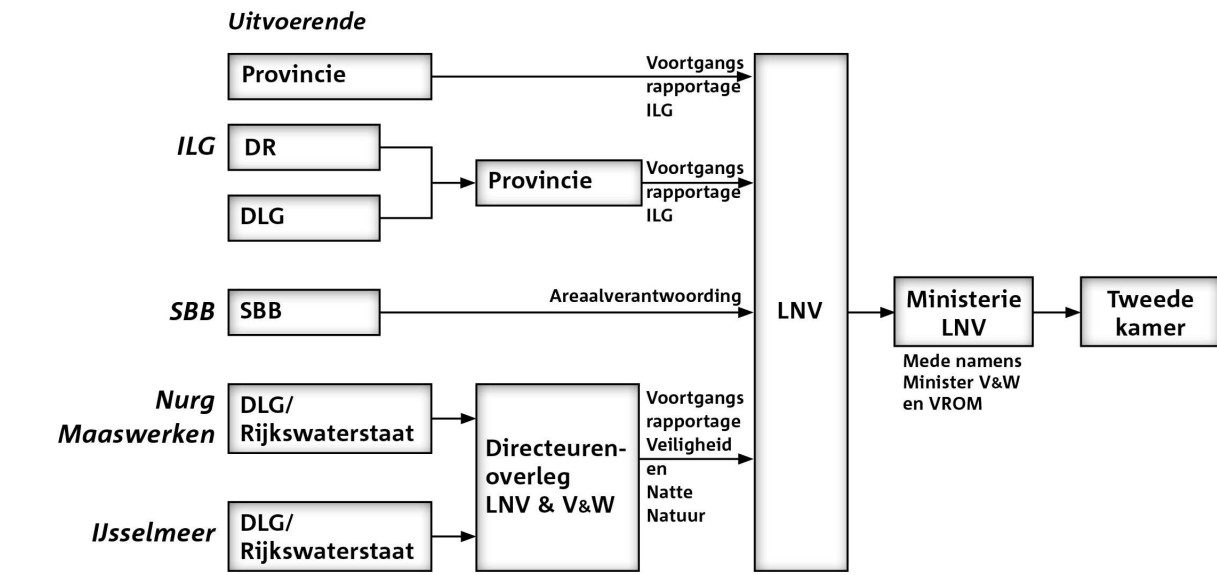 Uitvoerende
Provincie
Voortgangs
rapportage
ILG
ILG
DR
DLG
Provincie
Voortgangs
rapportage
ILG
SBB
SBB
Areaalverantwoording
LNV
Ministerie
LNV
Mede namens
Minister V&W
en VROM
Tweede
kamer
Nurg
Maaswerken
DLG/
Rijkswaterstaat
Directeuren-
overleg
LNV & V&W
Voortgangs
rapportage
Veiligheid
en
Natte
Natuur
IJsselmeer
DLG/
Rijkswaterstaat